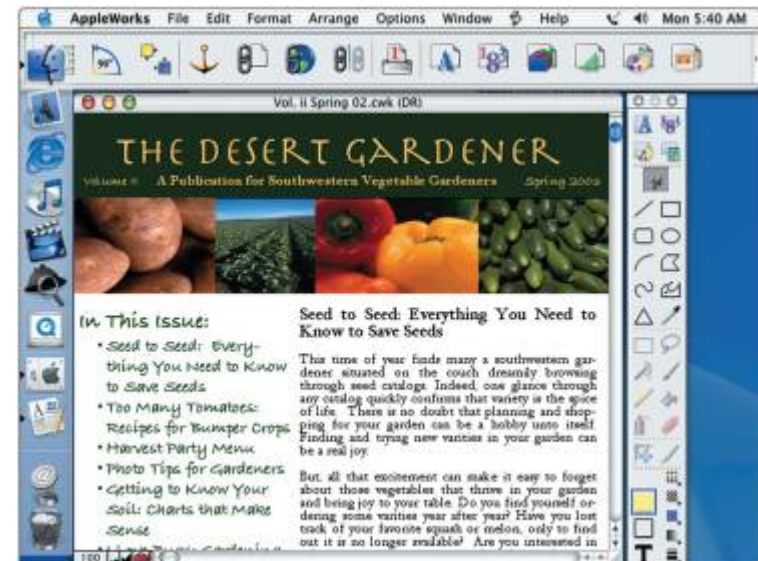 AppleWorks File Edit Format Arrange Options Window Help Mon 5:40 AM
90°
1
A
A
Vol. ii Spring 02.cwk (DR)
THE DESERT GARDENER
Volume II A Publication for Southwestern Vegetable Gardeners Spring 2002
In This Issue:
• Seed to Seed: Every-
thing You Need to Know
to Save Seeds
• Too Many Tomatoes:
Recipes for Bumper Crops
• Harvest Party Menu
• Photo Tips for Gardeners
• Getting to Know Your
Soil: Charts that Make
Sense
Seed to Seed: Everything You Need to
Know to Save Seeds
This time of year finds many a southwestern gar-
dener situated on the couch dreamily browsing
through seed catalogs. Indeed, one glance through
any catalog quickly confirms that variety is the spice
of life. There is no doubt that planning and shop-
ping for your garden can be a hobby unto itself.
Finding and trying new varities in your garden can
be a real joy.
But, all that excitement can make it easy to forget
about those vegetables that thrive in your garden
and bring joy to your table. Do you find yourself or-
dering some varities year after year? Have you lost
track of your favorite squash or melon, only to find
out it is no longer available? Are you interested in
100
T